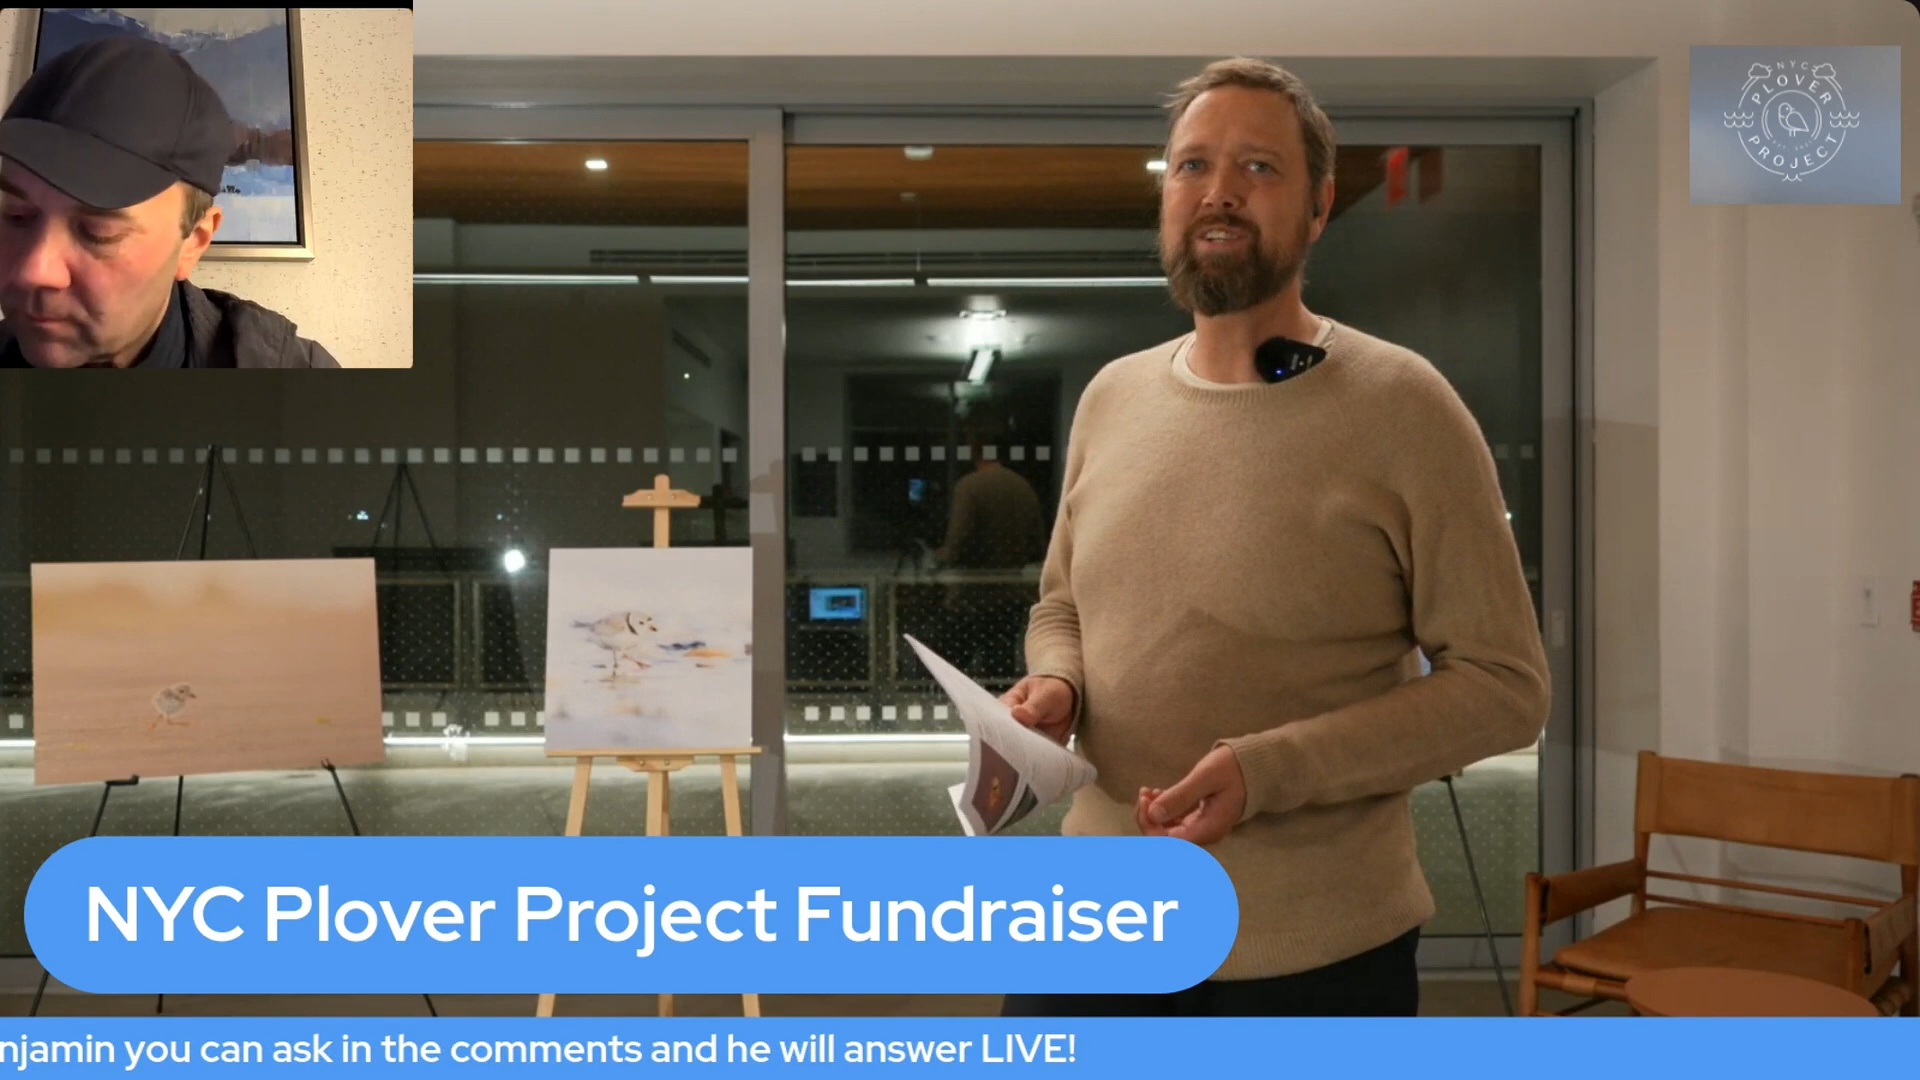 NYC
PLOVER
PROJECT
NYC Plover Project Fundraiser
njamin you can ask in the comments and he will answer LIVE!